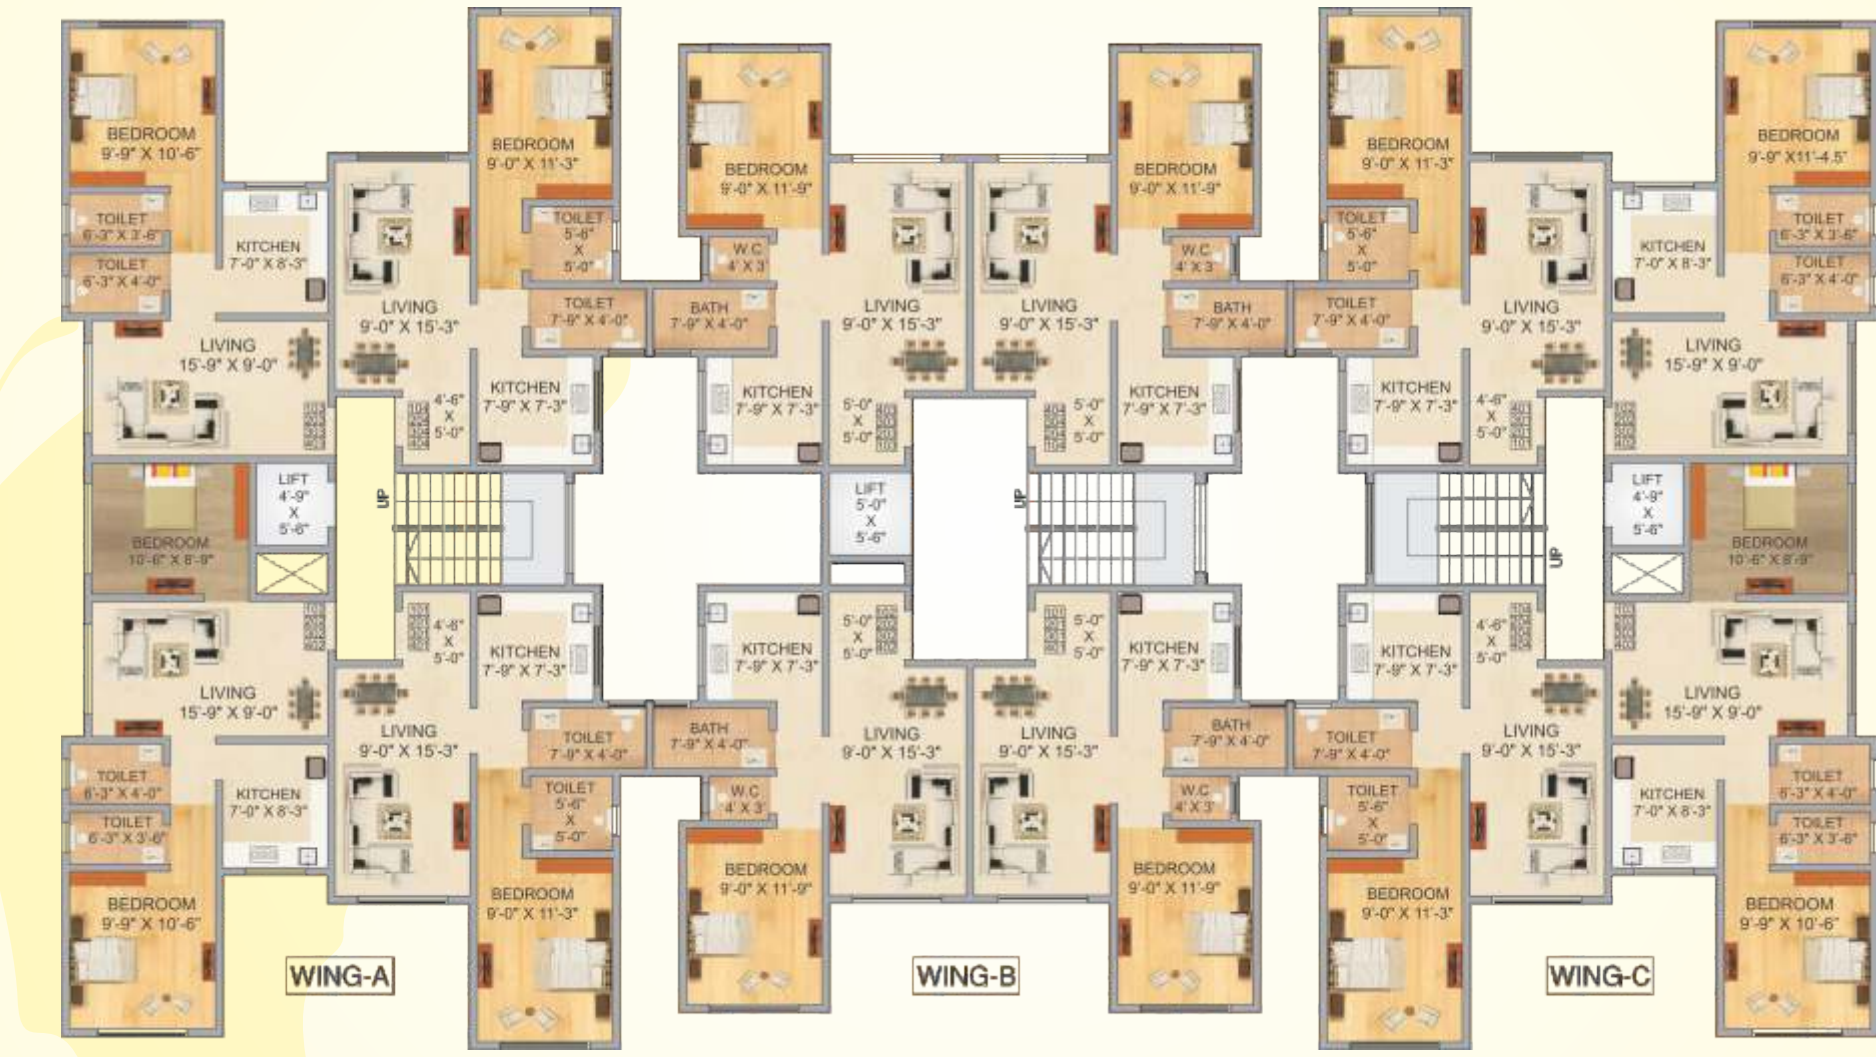 BEDROOM
9'-9" X 10'-6"
TOILET
6'-3" X 3'-6"
TOILET
6'-3" X 4'-0"
KITCHEN
7'-0" X 8'-3"
LIVING
15'-9" X 9'-0"
LIVING
9'-0" X 15'-3"
BEDROOM
9'-0" X 11'-3"
TOILET
5'-6"
X
5'-0"
TOILET
7'-9" X 4'-0"
KITCHEN
7'-9" X 7'-3"
4'-6"
X
5'-0"
BEDROOM
9'-0" X 11'-9"
W.C
4' X 3'
BATH
7'-9" X 4'-0"
KITCHEN
7'-9" X 7'-3"
LIVING
9'-0" X 15'-3"
5'-0"
X
5'-0"
LIVING
9'-0" X 15'-3"
5'-0"
X
5'-0"
BEDROOM
9'-0" X 11'-9"
W.C
4' X 3'
BATH
7'-9" X 4'-0"
KITCHEN
7'-9" X 7'-3"
BEDROOM
9'-0" X 11'-3"
TOILET
5'-6"
X
5'-0"
TOILET
7'-9" X 4'-0"
KITCHEN
7'-9" X 7'-3"
LIVING
9'-0" X 15'-3"
4'-6"
X
5'-0"
BEDROOM
9'-9" X11'-4.5"
TOILET
6'-3" X 3'-6"
TOILET
6'-3" X 4'-0"
KITCHEN
7'-0" X 8'-3"
LIVING
15'-9" X 9'-0"
BEDROOM
10'-6" X 8'-9"
LIFT
4'-9"
X
5'-6"
UP
LIFT
5'-0"
X
5'-6"
UP
UP
LIFT
4'-9"
X
5'-6"
BEDROOM
10'-6" X 8'-9"
LIVING
15'-9" X 9'-0"
TOILET
6'-3" X 4'-0"
TOILET
6'-3" X 3'-6"
KITCHEN
7'-0" X 8'-3"
BEDROOM
9'-9" X 10'-6"
4'-6"
X
5'-0"
KITCHEN
7'-9" X 7'-3"
LIVING
9'-0" X 15'-3"
TOILET
7'-9" X 4'-0"
TOILET
5'-6"
X
5'-0"
BEDROOM
9'-0" X 11'-3"
KITCHEN
7'-9" X 7'-3"
5'-0"
X
5'-0"
BATH
7'-9" X 4'-0"
LIVING
9'-0" X 15'-3"
W.C
4' X 3'
BEDROOM
9'-0" X 11'-9"
5'-0"
X
5'-0"
KITCHEN
7'-9" X 7'-3"
LIVING
9'-0" X 15'-3"
BATH
7'-9" X 4'-0"
W.C
4' X 3'
BEDROOM
9'-0" X 11'-9"
KITCHEN
7'-9" X 7'-3"
4'-6"
X
5'-0"
TOILET
7'-9" X 4'-0"
LIVING
9'-0" X 15'-3"
TOILET
5'-6"
X
5'-0"
BEDROOM
9'-0" X 11'-3"
LIVING
15'-9" X 9'-0"
KITCHEN
7'-0" X 8'-3"
TOILET
6'-3" X 4'-0"
TOILET
6'-3" X 3'-6"
BEDROOM
9'-9" X 10'-6"
WING-A
WING-B
WING-C